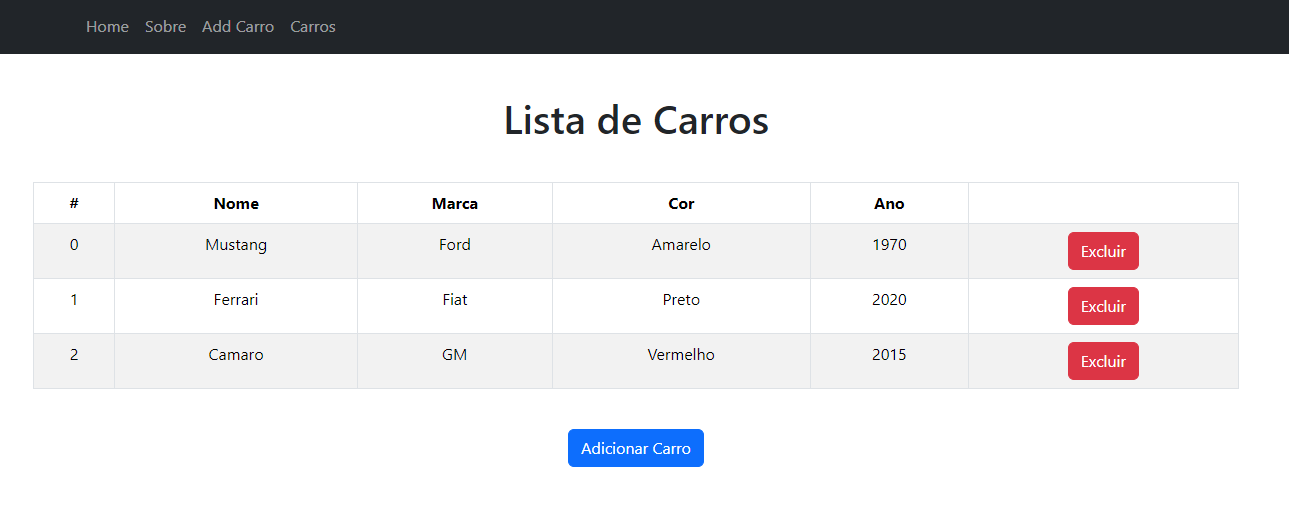 Home Sobre Add Carro Carros
Lista de Carros
# Nome Marca Cor Ano
0 Mustang Ford Amarelo 1970 Excluir
1 Ferrari Fiat Preto 2020 Excluir
2 Camaro GM Vermelho 2015 Excluir
Adicionar Carro